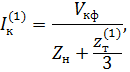 I_к^(1) = V_кф / (Z_н + z_т^(1) / 3),